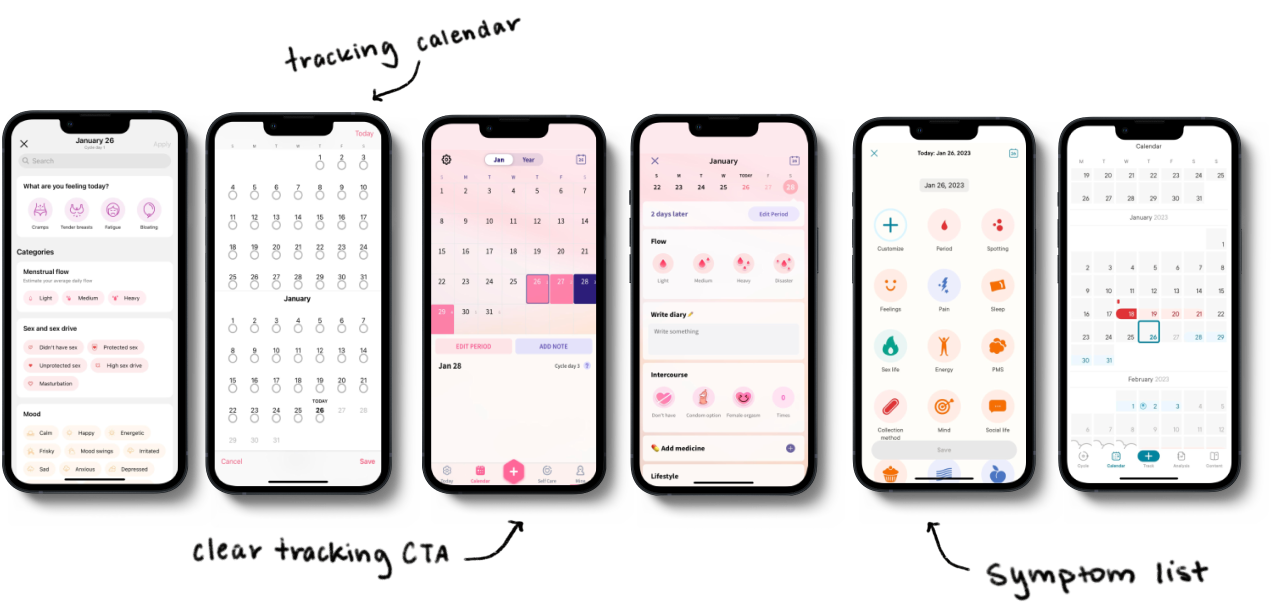 tracking calendar
January 26
Cycle day 1
Apply
Search
What are you feeling today?
Cramps Tender breasts Fatigue Bloating
Categories
Menstrual flow
Estimate your average daily flow
Light Medium Heavy
Sex and sex drive
Didn't have sex Protected sex
Unprotected sex High sex drive
Masturbation
Mood
Calm Happy Energetic
Frisky Mood swings Irritated
Sad Anxious Depressed
Today
S M T W T F S
1 2 3
4 5 6 7 8 9 10
11 12 13 14 15 16 17
18 19 20 21 22 23 24
25 26 27 28 29 30 31
January
1 2 3 4 5 6 7
8 9 10 11 12 13 14
15 16 17 18 19 20 21
TODAY
22 23 24 25 26 27 28
29 30 31
Cancel Save
Jan Year
S M T W T F S
1 2 3 4 5 6 7
8 9 10 11 12 13 14
15 16 17 18 19 20 21
22 23 24 25 26 27 28
29 30 31
EDIT PERIOD ADD NOTE
Jan 28 Cycle day 3 ?
Today Calendar Self Care Mine
January
S M T W TODAY F S
22 23 24 25 26 27 28
2 days later Edit Period
Flow
Light Medium Heavy Disaster
Write diary
Write something
Intercourse
0
Don't have Condom option Female orgasm Times
Add medicine
Lifestyle
Today: Jan 26, 2023
Jan 26, 2023
Customize Period Spotting
Feelings Pain Sleep
Sex life Energy PMS
Collection method Mind Social life
Save
Calendar
M T W T F S S
19 20 21 22 23 24 25
26 27 28 29 30 31
January 2023
1
2 3 4 5 6 7 8
9 10 11 12 13 14 15
16 17 18 19 20 21 22
23 24 25 26 27 28 29
30 31
February 2023
1 2 3 4 5
6 7 8 9 10 11 12
Cycle Calendar Track Analysis Content
clear tracking CTA
symptom list